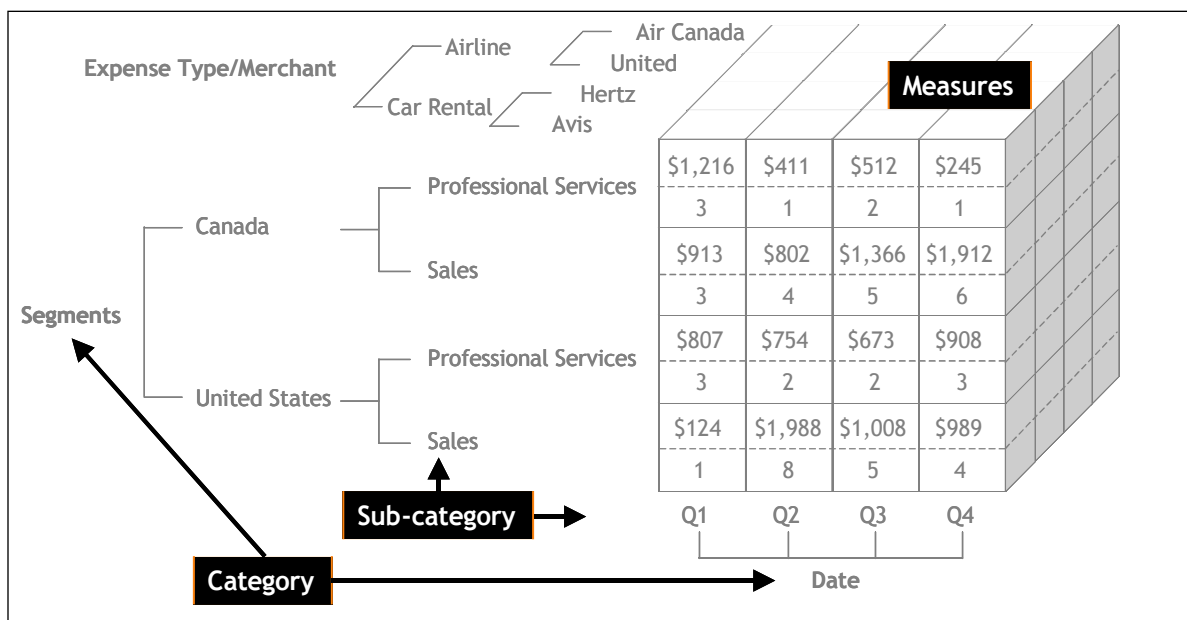 Expense Type/Merchant
Airline
Air Canada
United
Car Rental
Hertz
Avis
Measures
Segments
Canada
Professional Services
Sales
United States
Professional Services
Sales
$1,216 $411 $512 $245
3 1 2 1
$913 $802 $1,366 $1,912
3 4 5 6
$807 $754 $673 $908
3 2 2 3
$124 $1,988 $1,008 $989
1 8 5 4
Q1 Q2 Q3 Q4
Date
Sub-category
Category